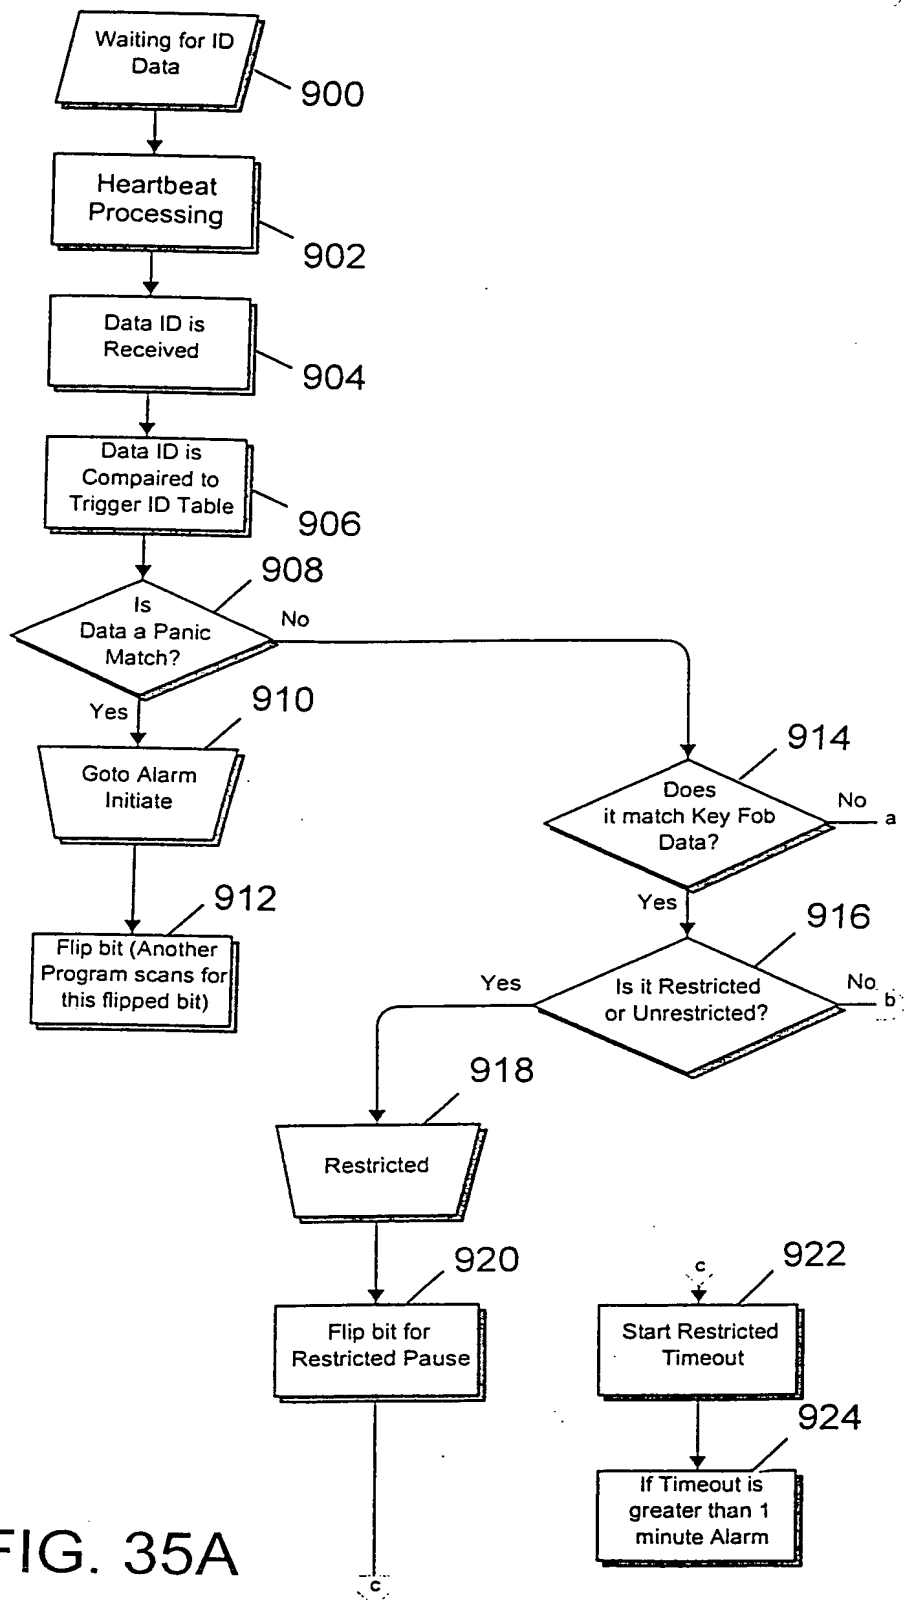 Waiting for ID
Data
900
Heartbeat
Processing
902
Data ID is
Received
904
Data ID is
Compaired to
Trigger ID Table
906
908
Is
Data a Panic
Match?
No
Yes
910
Goto Alarm
Initiate
912
Flip bit (Another
Program scans for
this flipped bit)
914
Does
it match Key Fob
Data?
No
a
Yes
916
Is it Restricted
or Unrestricted?
No
b
Yes
918
Restricted
920
Flip bit for
Restricted Pause
c
c
922
Start Restricted
Timeout
924
If Timeout is
greater than 1
minute Alarm
FIG. 35A